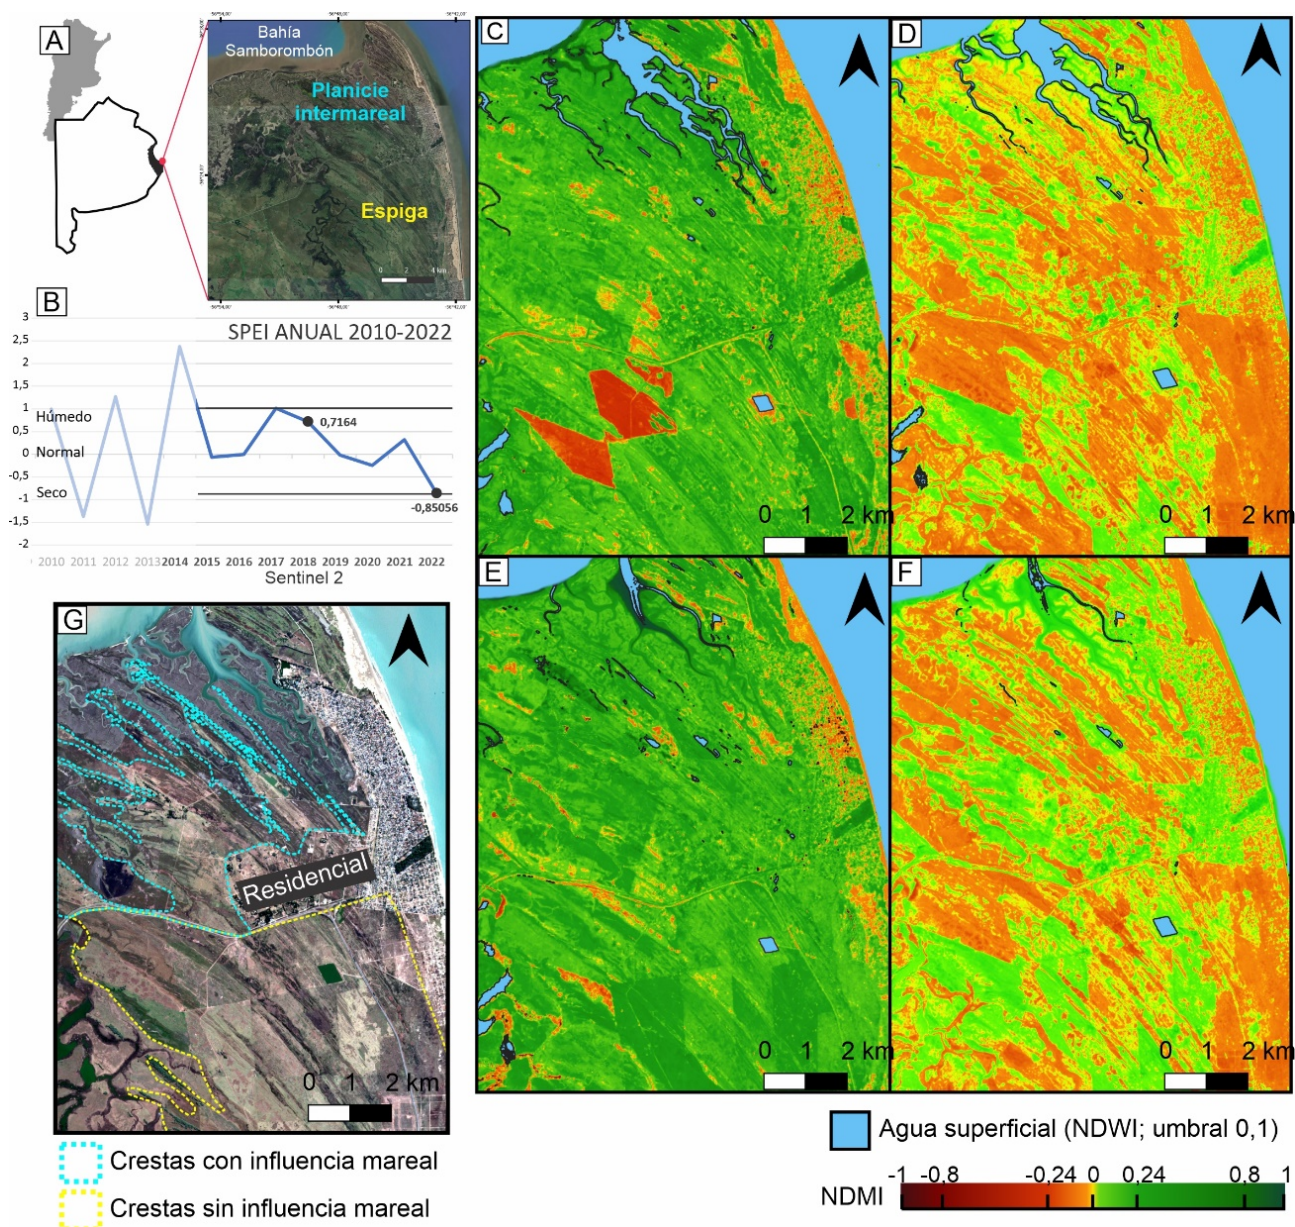 A
Bahía
Samborombón
Planicie
intermareal
Espiga
0 2 4 km
B
SPEI ANUAL 2010-2022
3
2,5
2
1,5
1
0,5
0
-0,5
-1
-1,5
-2
Húmedo
Normal
Seco
0,7164
-0,85056
2010 2011 2012 2013 2014 2015 2016 2017 2018 2019 2020 2021 2022
Sentinel 2
C
0 1 2 km
D
0 1 2 km
E
0 1 2 km
F
0 1 2 km
G
Residencial
0 1 2 km
Crestas con influencia mareal
Crestas sin influencia mareal
Agua superficial (NDWI; umbral 0,1)
NDMI
-1 -0,8 -0,24 0 0,24 0,8 1